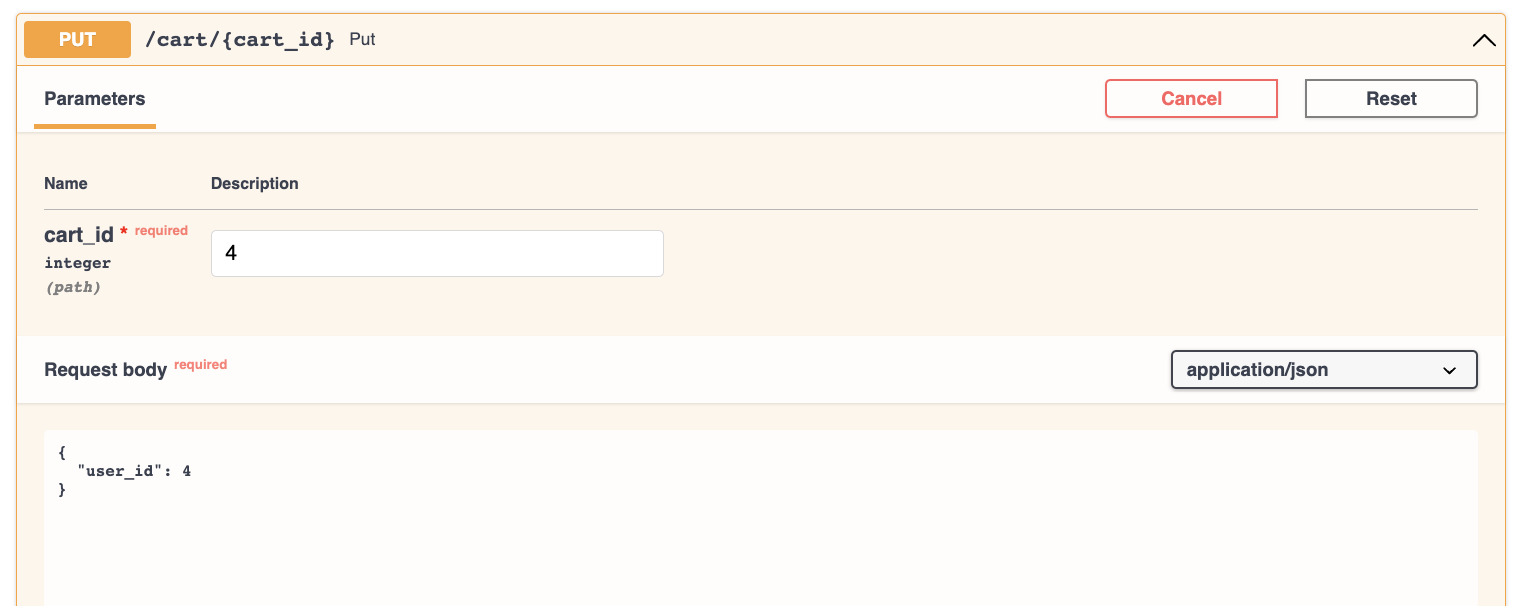 PUT /cart/{cart_id} Put
Parameters Cancel Reset
Name Description
cart_id * required
4
integer
(path)
Request body required application/json
{
  "user_id": 4
}